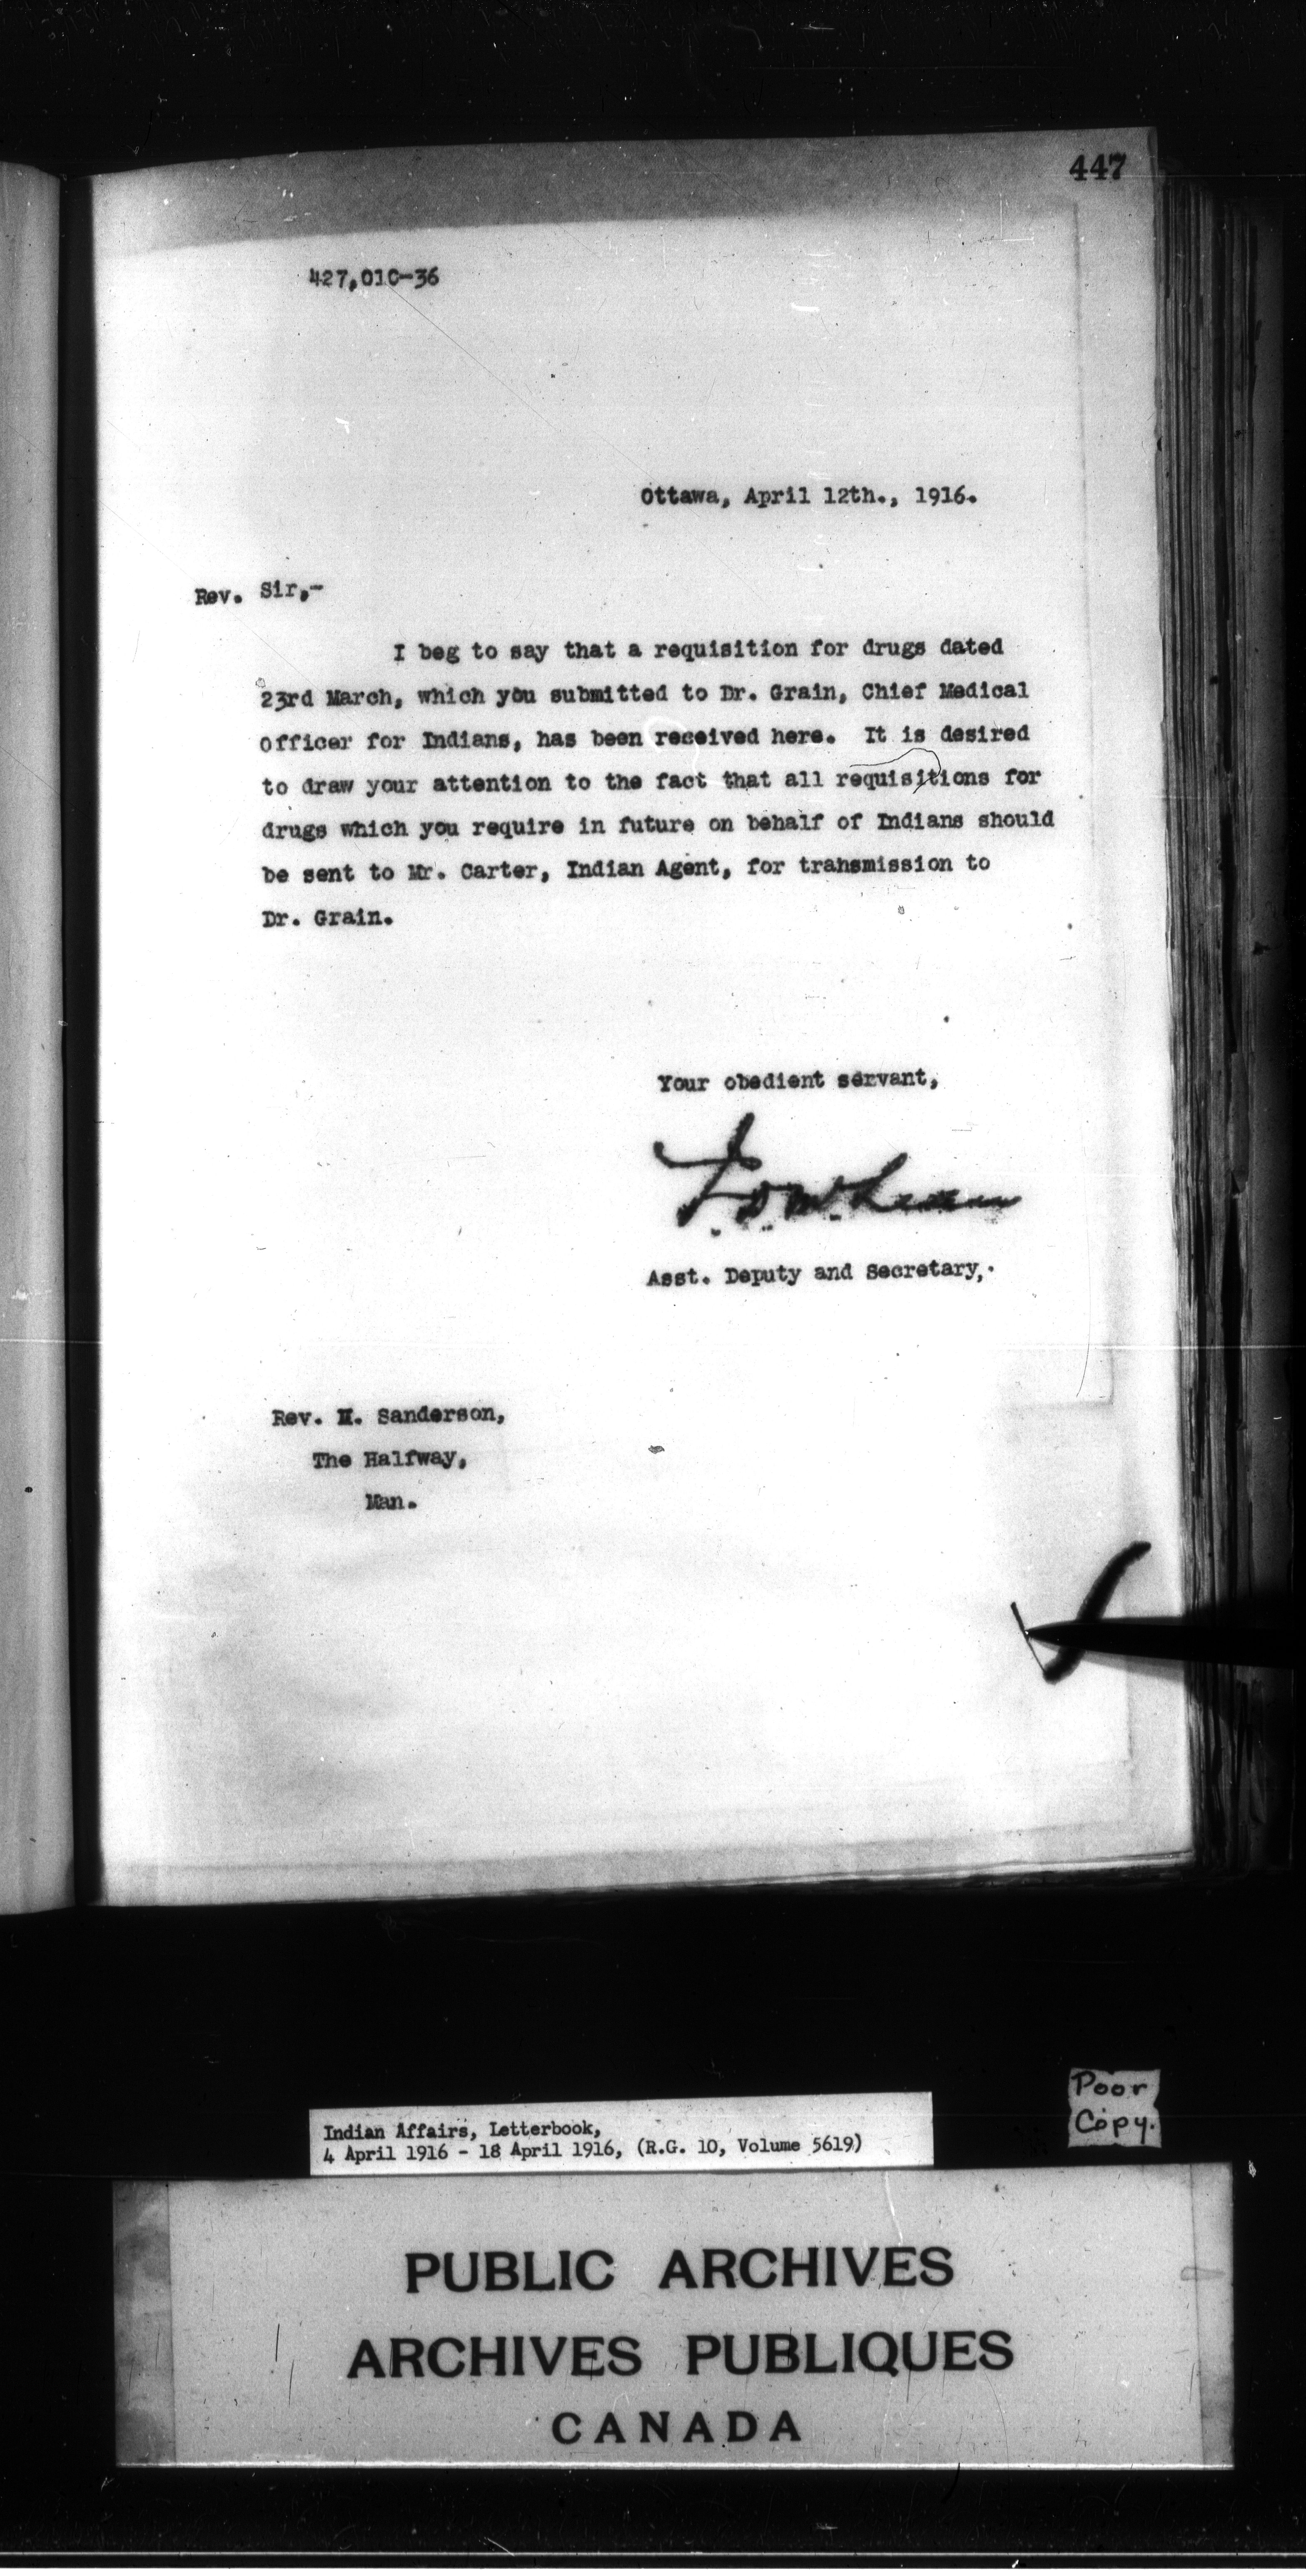 447
427,010-36
Ottawa, April 12th., 1916.
Rev. Sir,-
I beg to say that a requisition for drugs dated
23rd March, which you submitted to Dr. Grain, Chief Medical
Officer for Indians, has been received here. It is desired
to draw your attention to the fact that all requisitions for
drugs which you require in future on behalf of Indians should
be sent to Mr. Carter, Indian Agent, for transmission to
Dr. Grain.
Your obedient servant,
J. D. McLean
Asst. Deputy and Secretary,.
Rev. Sanderson,
The Halfway,
Man.
Poor
Copy.
Indian Affairs, Letterbook,
4 April 1916 - 18 April 1916, (R.G. 10, Volume 5619)
PUBLIC ARCHIVES
ARCHIVES PUBLIQUES
CANADA